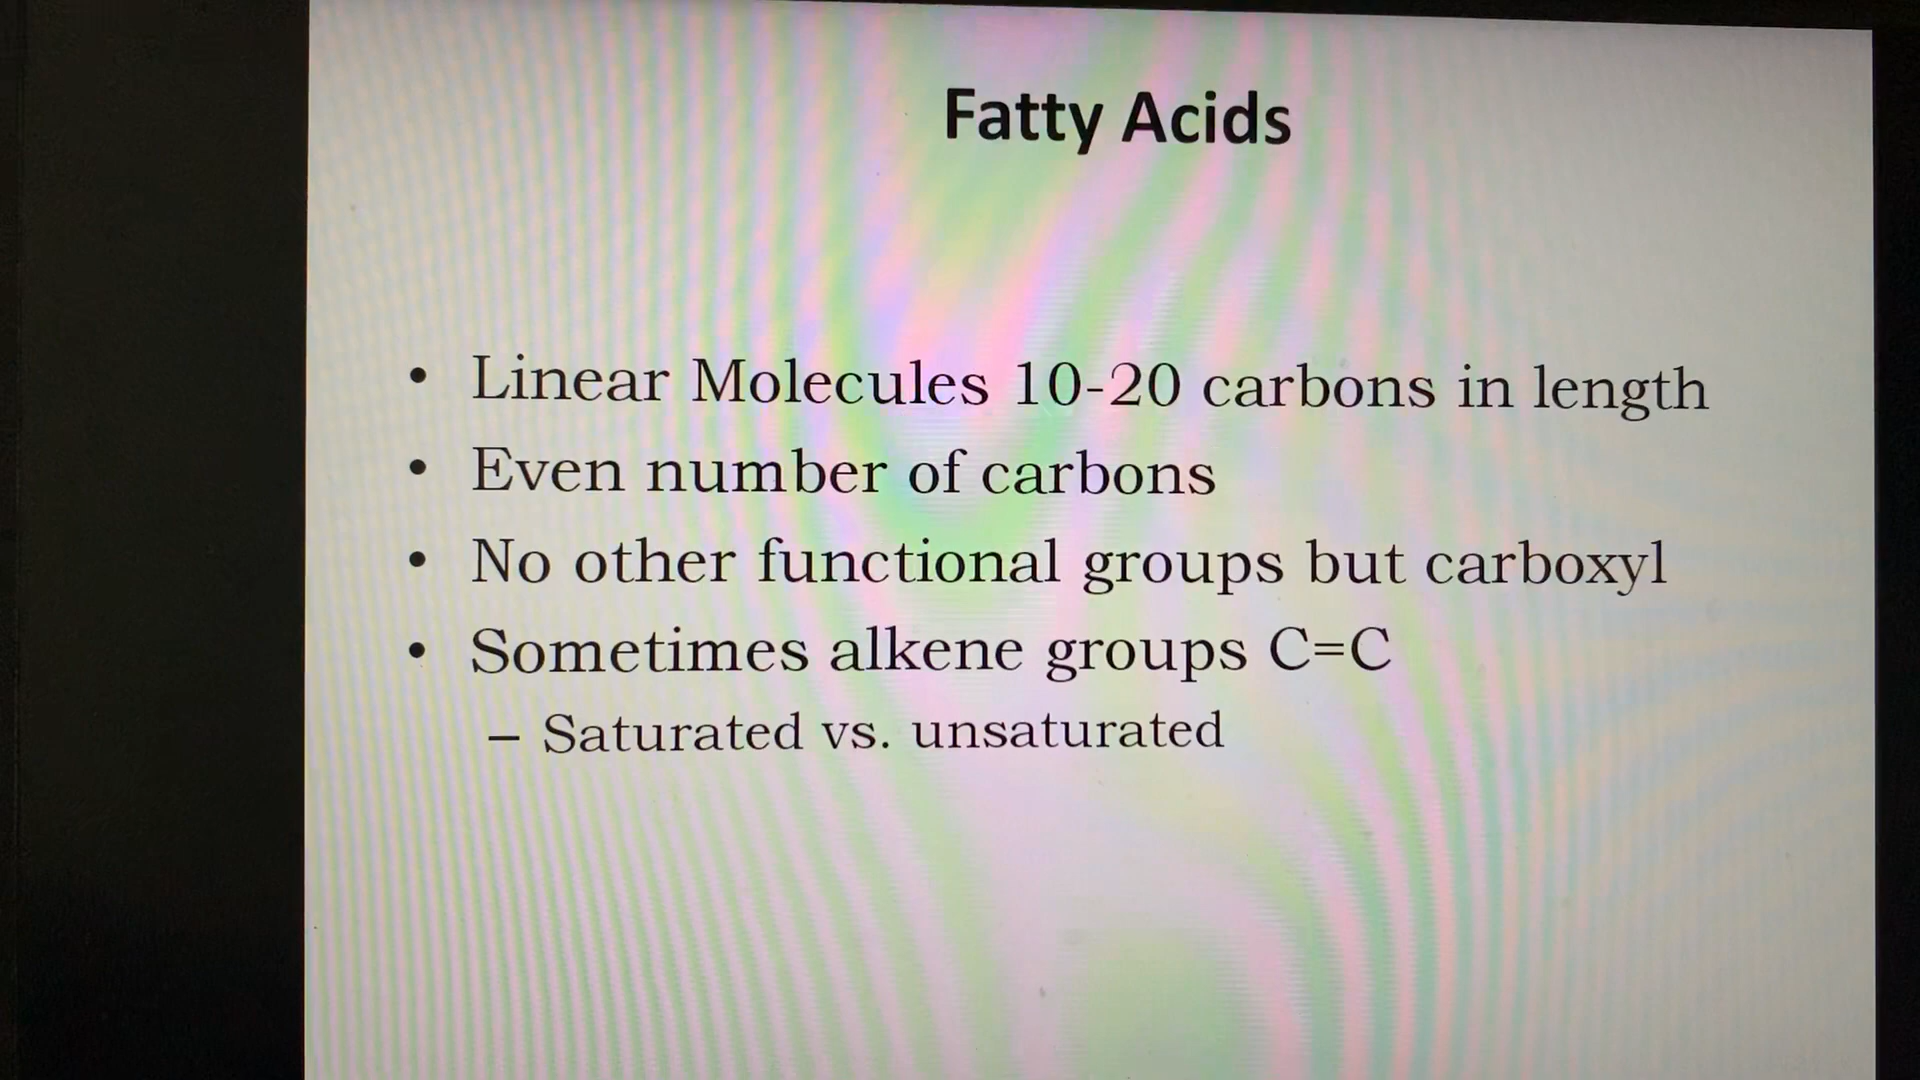 Fatty Acids
• Linear Molecules 10-20 carbons in length
• Even number of carbons
• No other functional groups but carboxyl
• Sometimes alkene groups C=C
– Saturated vs. unsaturated